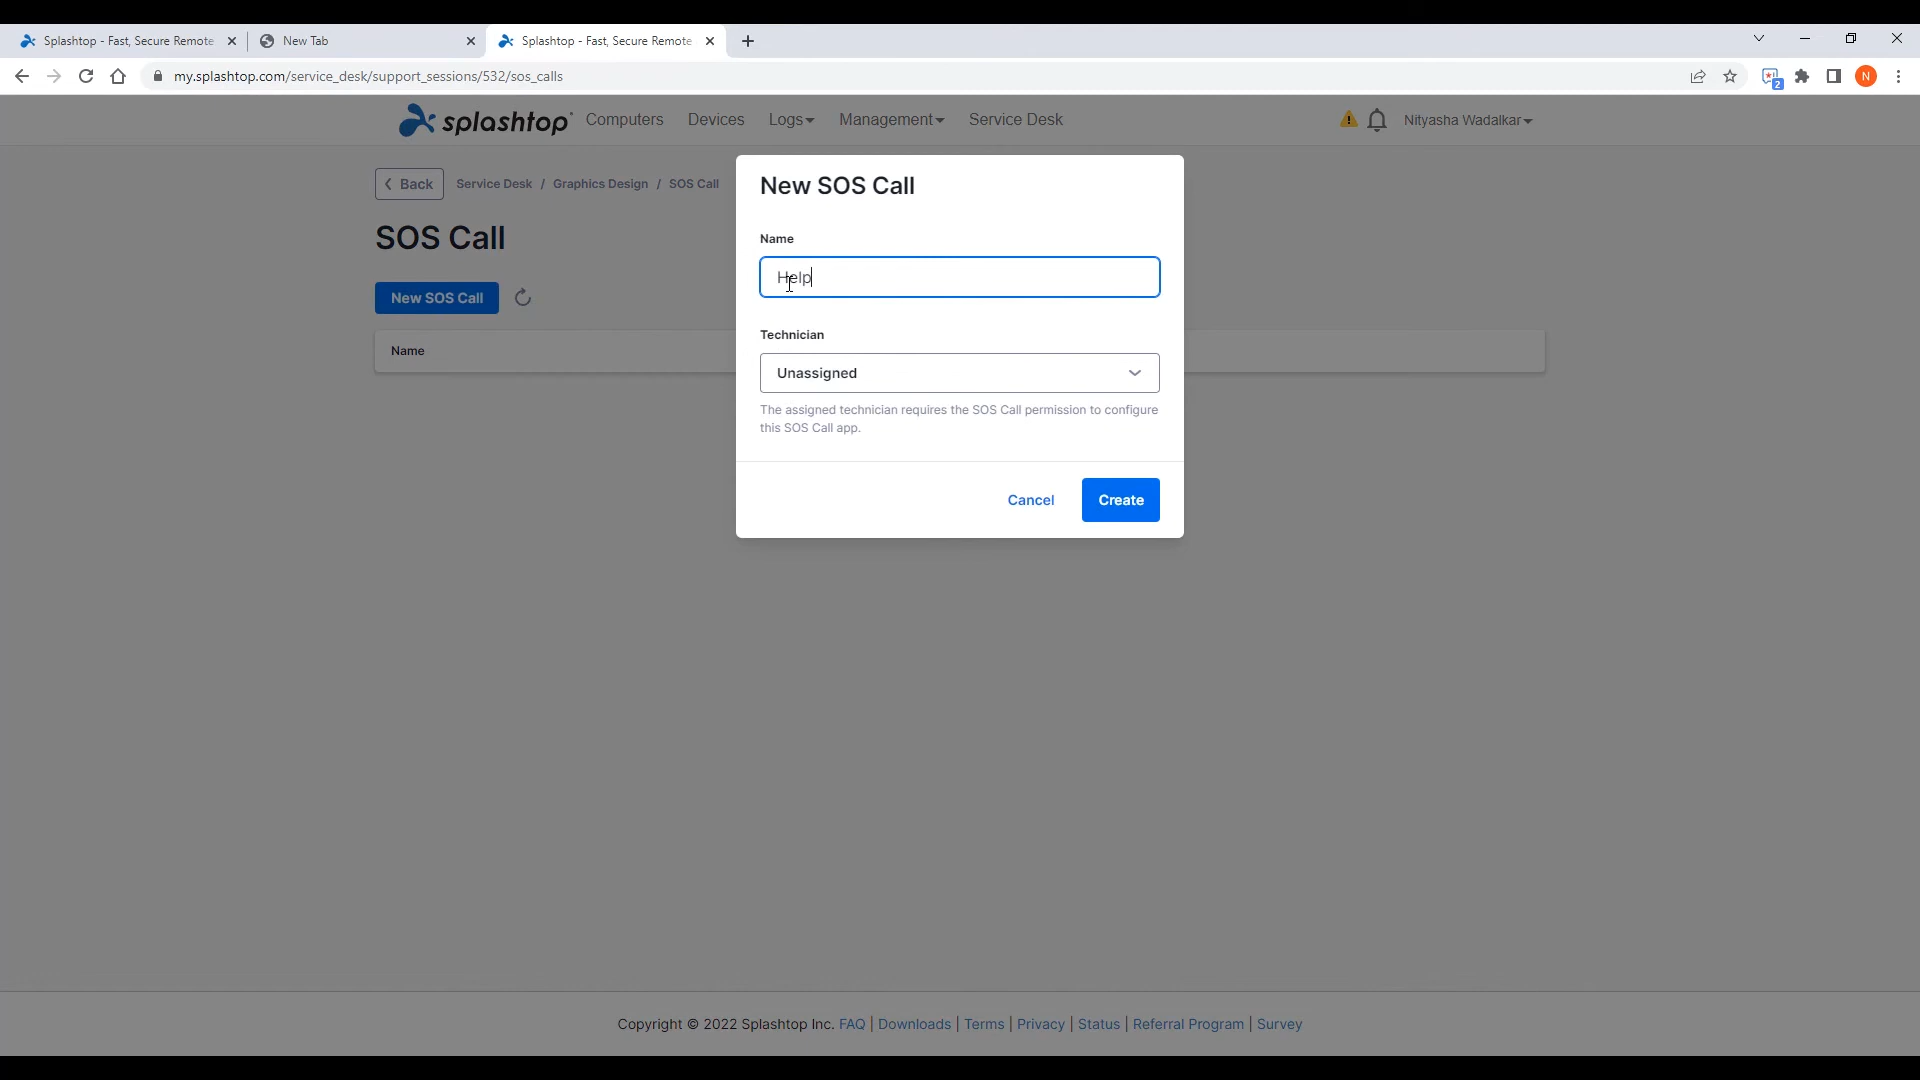 Splashtop - Fast, Secure Remote
New Tab
Splashtop - Fast, Secure Remote
my.splashtop.com/service_desk/support_sessions/532/sos_calls
2
N
splashtop
Computers
Devices
Logs
Management
Service Desk
Nityasha Wadalkar
Back
Service Desk / Graphics Design / SOS Call
SOS Call
New SOS Call
Name
New SOS Call
Name
Help
Technician
Unassigned
The assigned technician requires the SOS Call permission to configure
this SOS Call app.
Cancel
Create
Copyright © 2022 Splashtop Inc. FAQ | Downloads | Terms | Privacy | Status | Referral Program | Survey